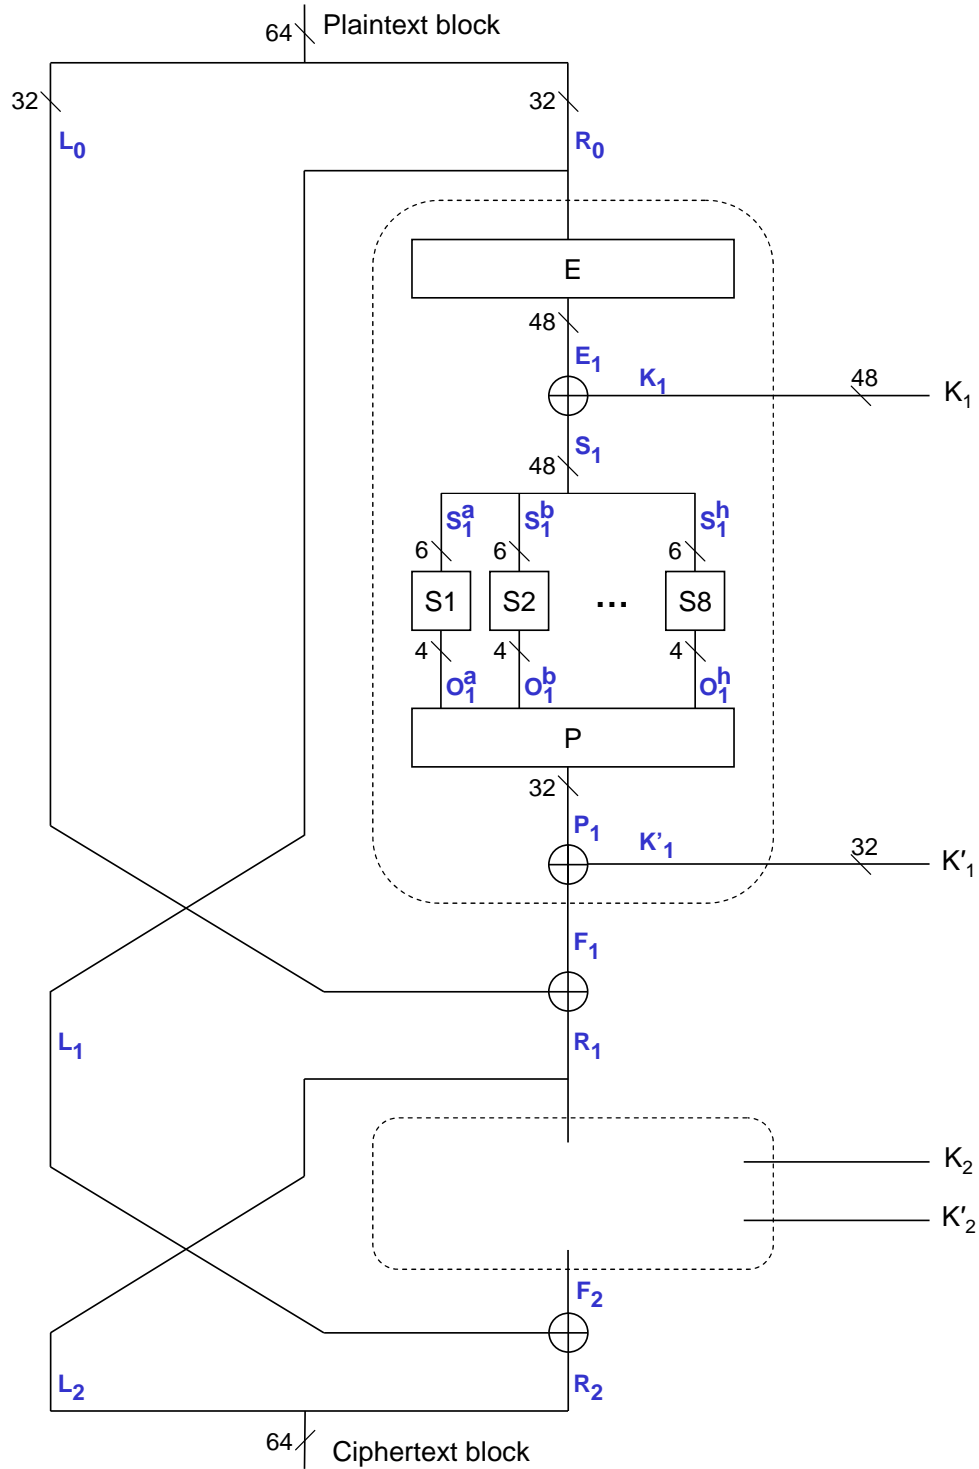 64 Plaintext block
32 32
L₀ R₀
E
48
E₁ K₁ 48 K₁
S₁
48
S₁ᵃ S₁ᵇ S₁ʰ
6 6 6
S1 S2 ... S8
4 4 4
O₁ᵃ O₁ᵇ O₁ʰ
P
32
P₁ K'₁ 32 K′₁
F₁
L₁ R₁
K₂
K′₂
F₂
L₂ R₂
64 Ciphertext block